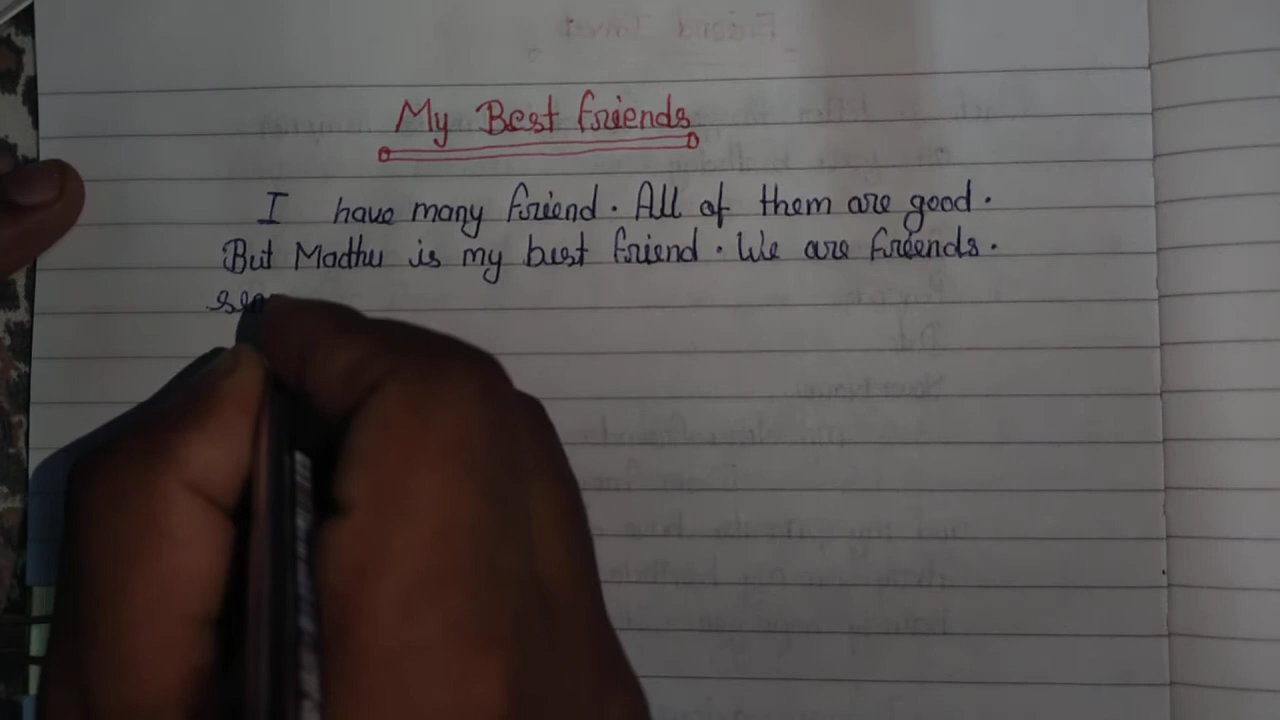 My Best friends
I have many friend. All of them are good.
But Madhu is my best friend. We are friends.